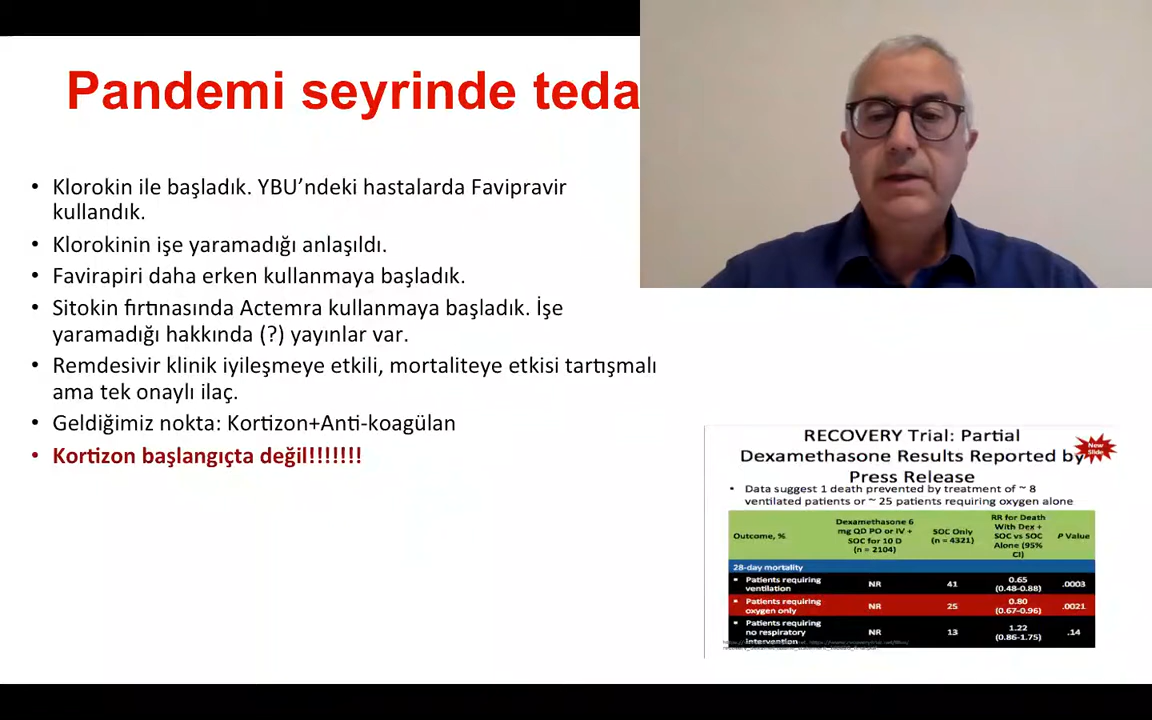 Pandemi seyrinde teda
• Klorokin ile başladık. YBU’ndeki hastalarda Favipravir
kullandık.
• Klorokinin işe yaramadığı anlaşıldı.
• Favirapiri daha erken kullanmaya başladık.
• Sitokin fırtınasında Actemra kullanmaya başladık. İşe
yaramadığı hakkında (?) yayınlar var.
• Remdesivir klinik iyileşmeye etkili, mortaliteye etkisi tartışmalı
ama tek onaylı ilaç.
• Geldiğimiz nokta: Kortizon+Anti-koagülan
• Kortizon başlangıçta değil!!!!!!!
RECOVERY Trial: Partial
Dexamethasone Results Reported by
Press Release
New
Slide
• Data suggest 1 death prevented by treatment of ~ 8
ventilated patients or ~ 25 patients requiring oxygen alone
Outcome, %
Dexamethasone 6
mg QD PO or IV +
SOC for 10 D
(n = 2104)
SOC Only
(n = 4321)
RR for Death
With Dex +
SOC vs SOC
Alone (95%
CI)
P Value
28-day mortality
▪ Patients requiring
ventilation
NR
41
0.65
(0.48-0.88)
.0003
▪ Patients requiring
oxygen only
NR
25
0.80
(0.67-0.96)
.0021
▪ Patients requiring
no respiratory
intervention
NR
13
1.22
(0.86-1.75)
.14